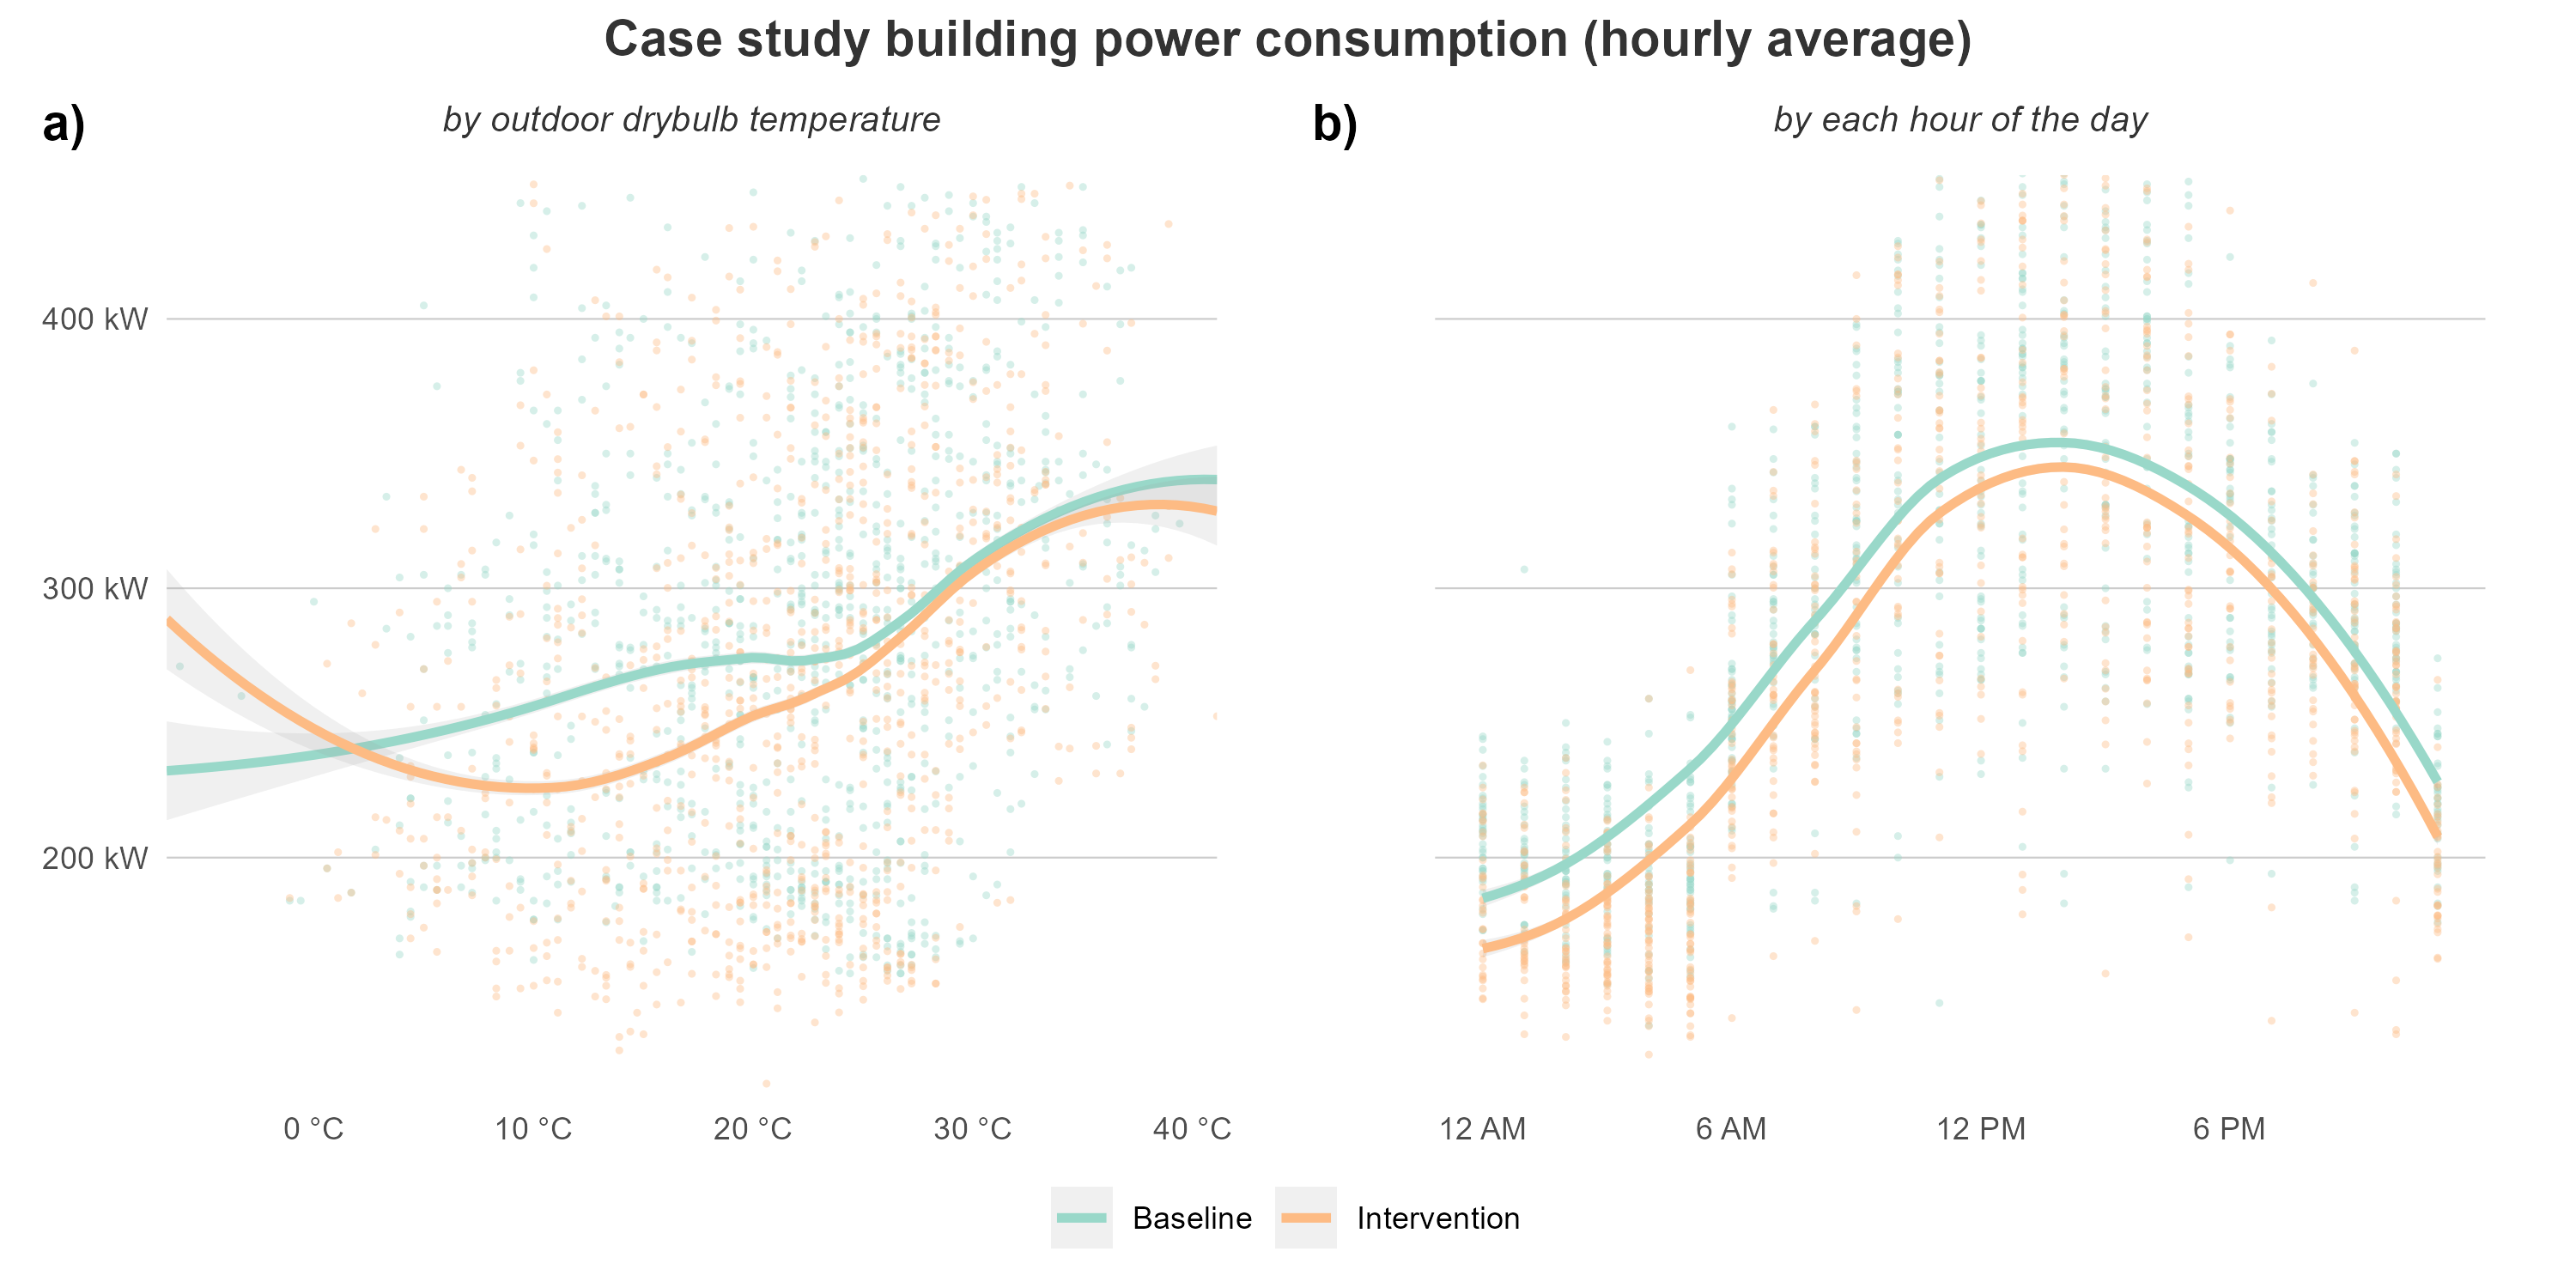 Case study building power consumption (hourly average)
a)
by outdoor drybulb temperature
400 kW
300 kW
200 kW
0 °C 10 °C 20 °C 30 °C 40 °C
b)
by each hour of the day
12 AM 6 AM 12 PM 6 PM
Baseline Intervention